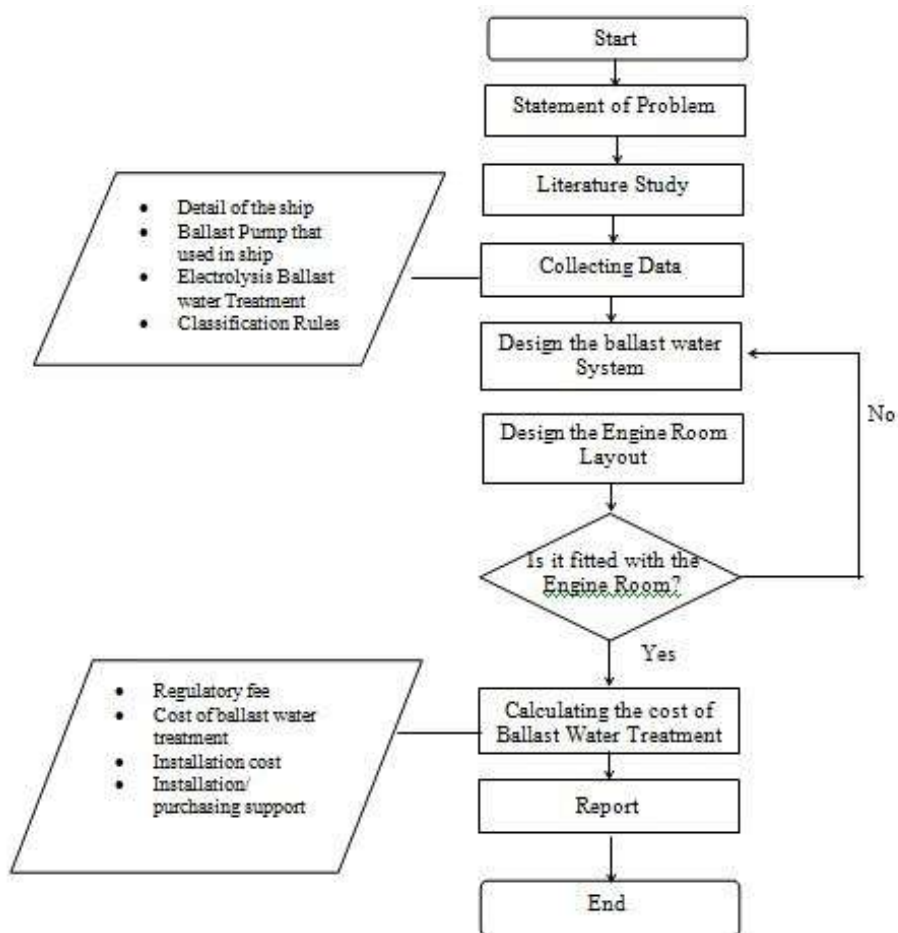 Start
Statement of Problem
Literature Study
• Detail of the ship
• Ballast Pump that
used in ship
• Electrolysis Ballast
water Treatment
• Classification Rules
Collecting Data
Design the ballast water
System
No
Design the Engine Room
Layout
Is it fitted with the
Engine Room?
Yes
• Regulatory fee
• Cost of ballast water
treatment
• Installation cost
• Installation/
purchasing support
Calculating the cost of
Ballast Water Treatment
Report
End